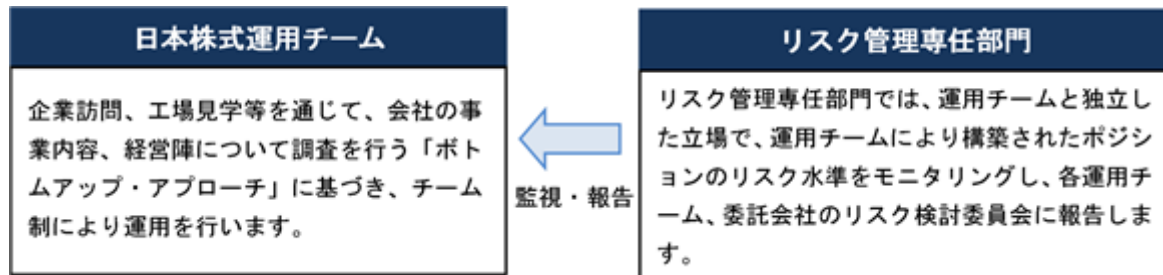 日本株式運用チーム
企業訪問、工場見学等を通じて、会社の事
業内容、経営陣について調査を行う「ボト
ムアップ・アプローチ」に基づき、チーム
制により運用を行います。
監視・報告
リスク管理専任部門
リスク管理専任部門では、運用チームと独立し
た立場で、運用チームにより構築されたポジシ
ョンのリスク水準をモニタリングし、各運用チ
ーム、委託会社のリスク検討委員会に報告しま
す。